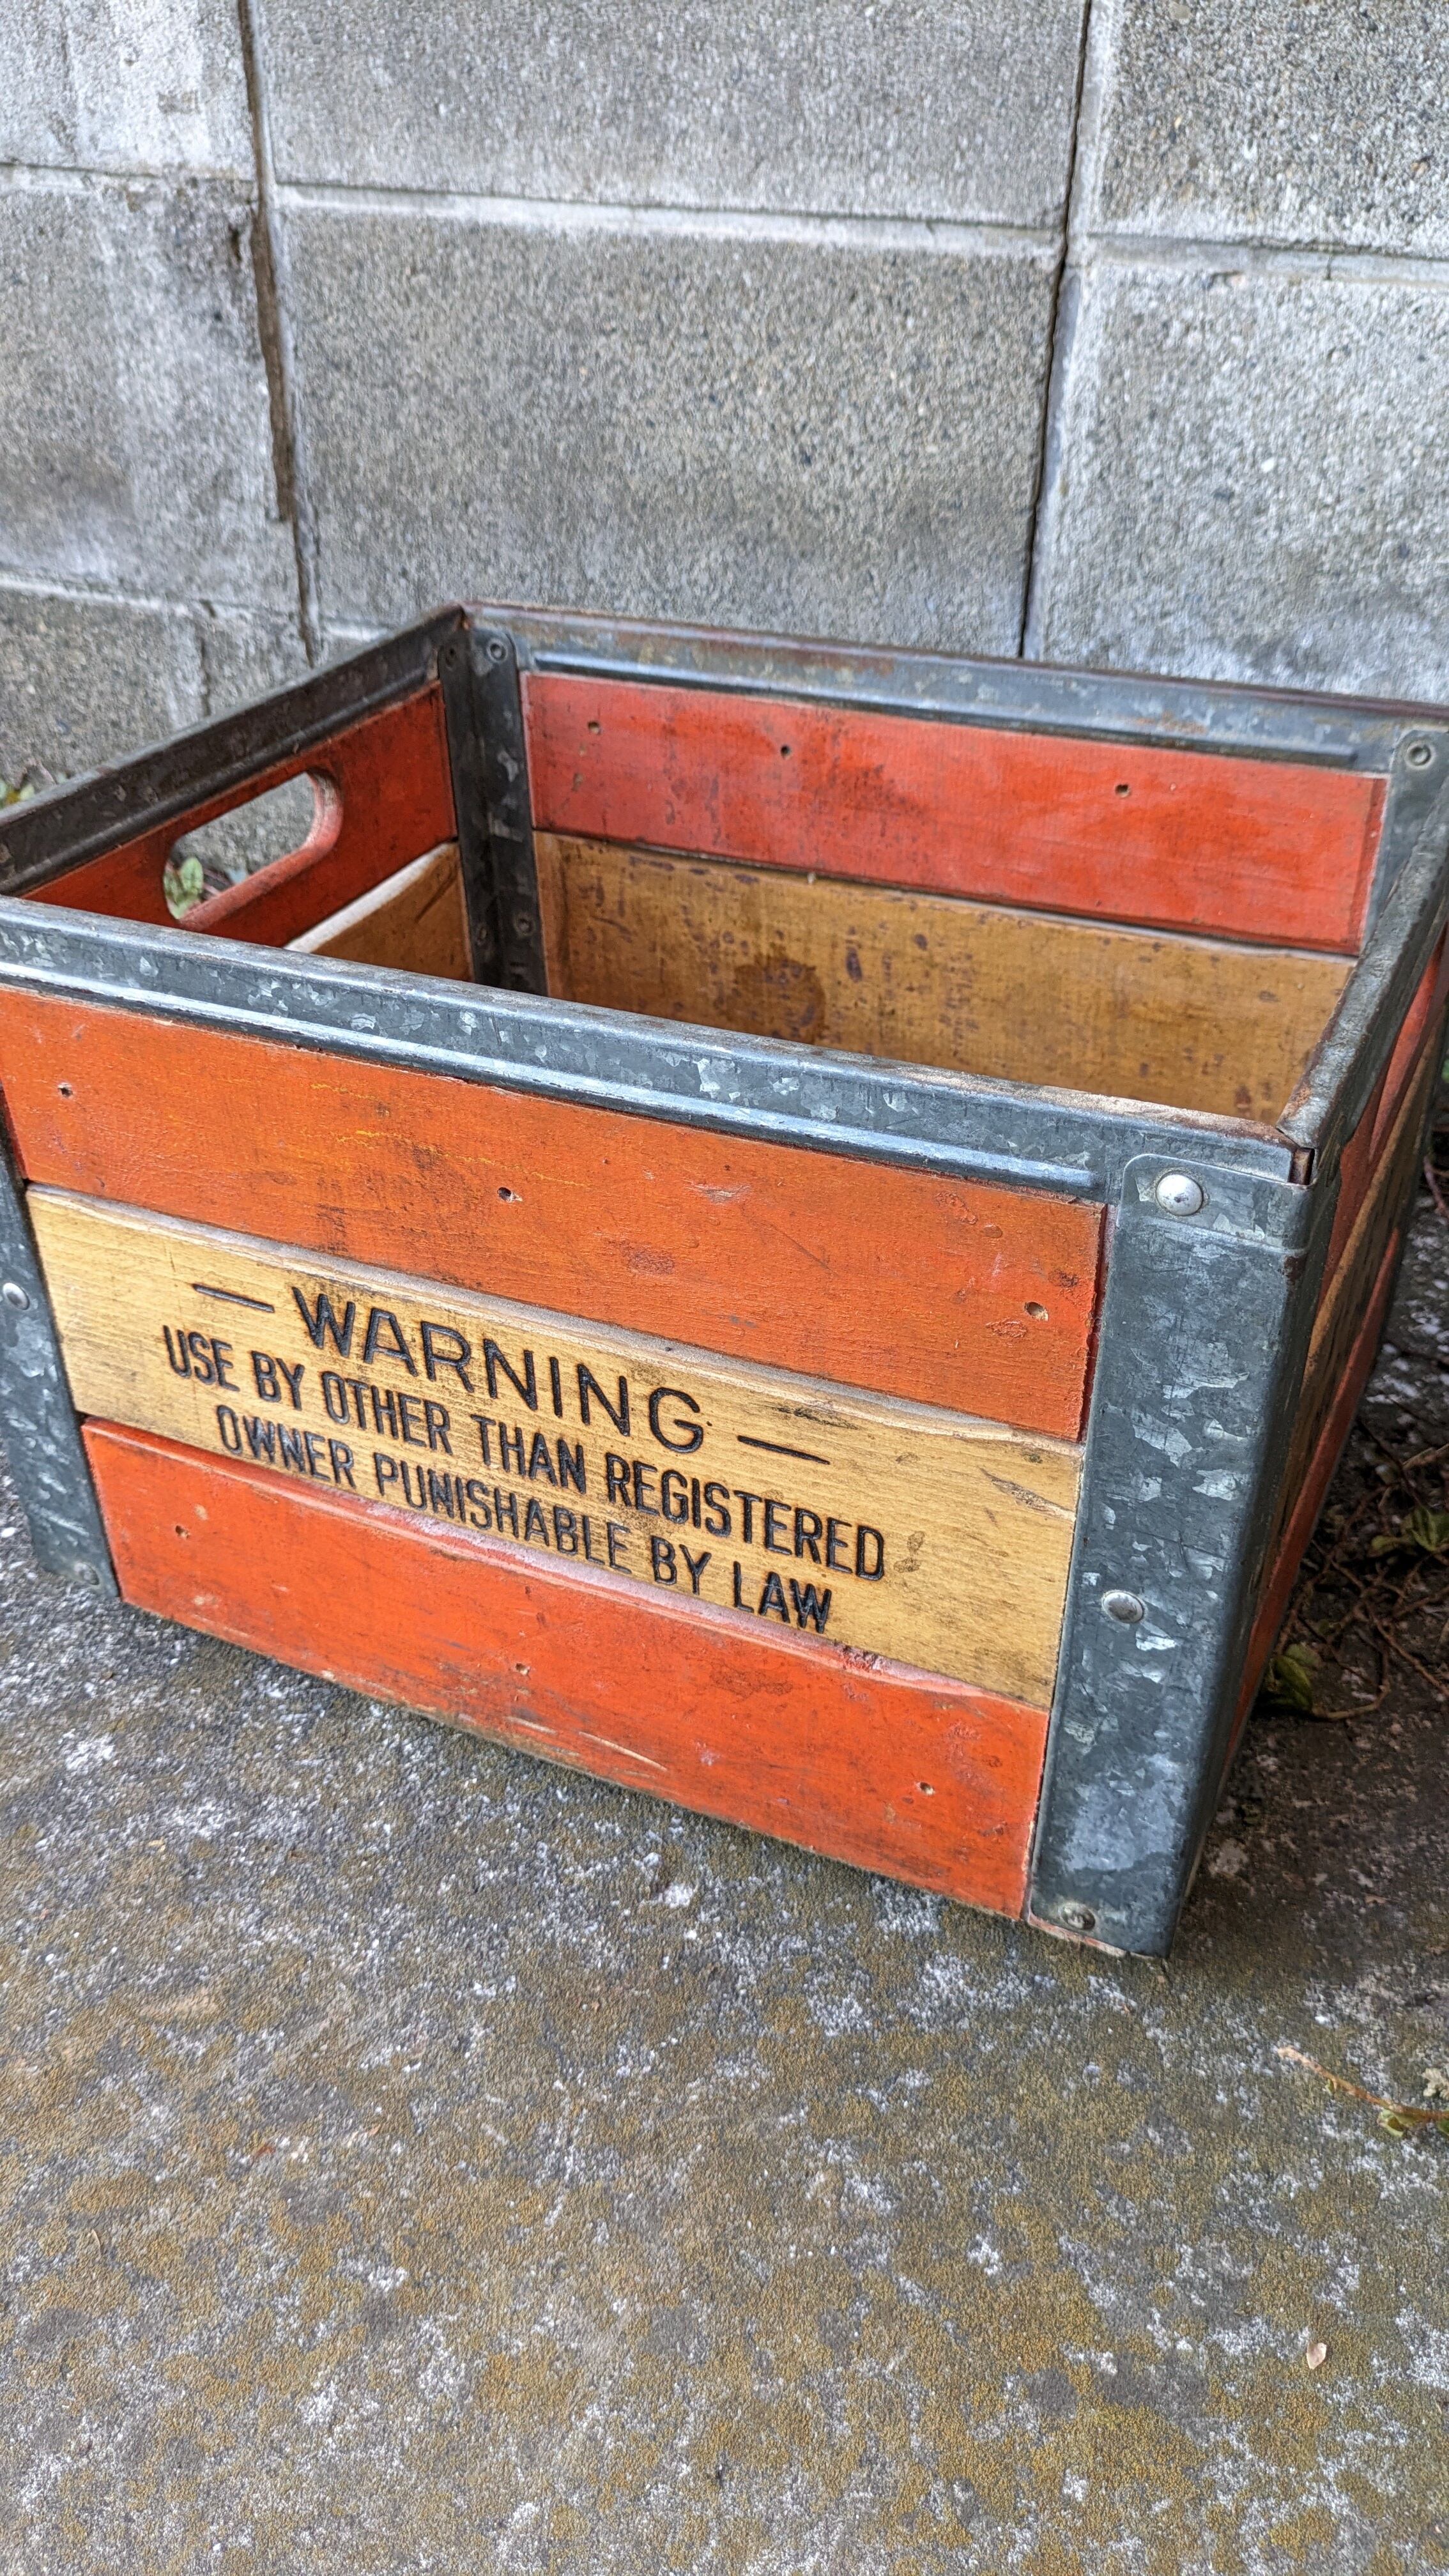 — WARNING —
USE BY OTHER THAN REGISTERED
OWNER PUNISHABLE BY LAW